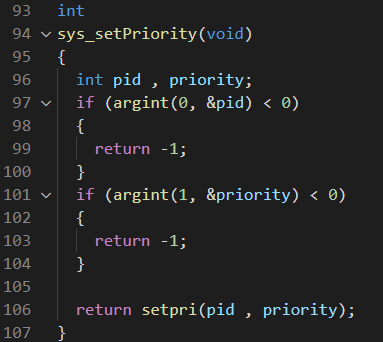 93 int
94 sys_setPriority(void)
95 {
96   int pid , priority;
97   if (argint(0, &pid) < 0)
98   {
99     return -1;
100   }
101   if (argint(1, &priority) < 0)
102   {
103     return -1;
104   }
105
106   return setpri(pid , priority);
107 }